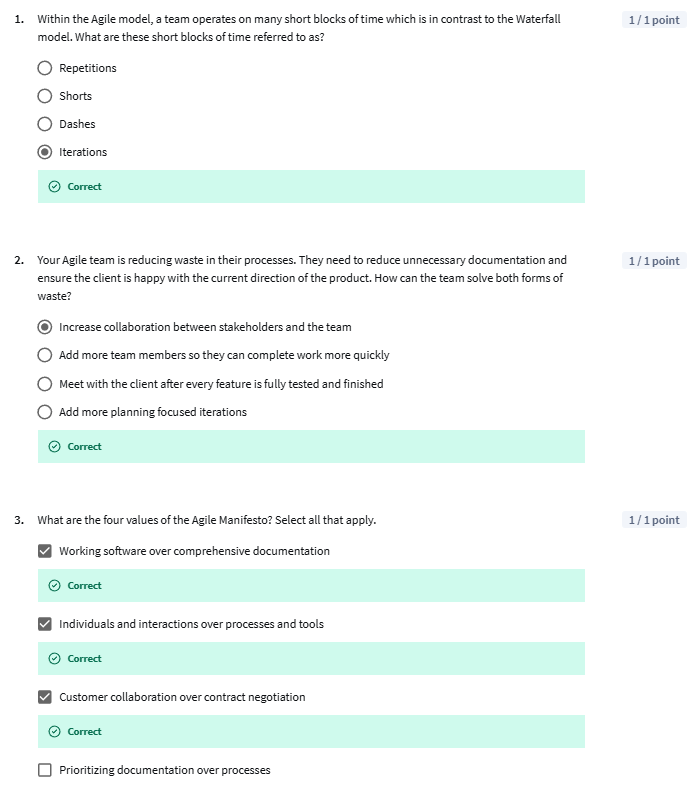 1. Within the Agile model, a team operates on many short blocks of time which is in contrast to the Waterfall
1 / 1 point
model. What are these short blocks of time referred to as?
Repetitions
Shorts
Dashes
Iterations
Correct
2. Your Agile team is reducing waste in their processes. They need to reduce unnecessary documentation and
1 / 1 point
ensure the client is happy with the current direction of the product. How can the team solve both forms of
waste?
Increase collaboration between stakeholders and the team
Add more team members so they can complete work more quickly
Meet with the client after every feature is fully tested and finished
Add more planning focused iterations
Correct
3. What are the four values of the Agile Manifesto? Select all that apply.
1 / 1 point
Working software over comprehensive documentation
Correct
Individuals and interactions over processes and tools
Correct
Customer collaboration over contract negotiation
Correct
Prioritizing documentation over processes